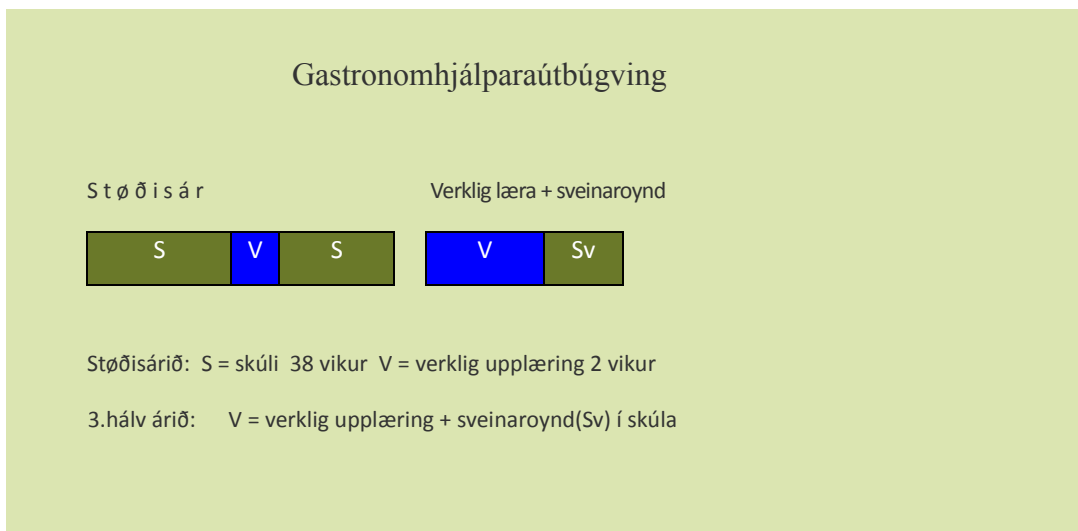 Gastronomhjálparaútbúgving
S t ø ð i s á r Verklig læra + sveinaroynd
S V S V Sv
Støðisárið: S = skúli 38 vikur V = verklig upplæring 2 vikur
3.hálv árið: V = verklig upplæring + sveinaroynd(Sv) í skúla